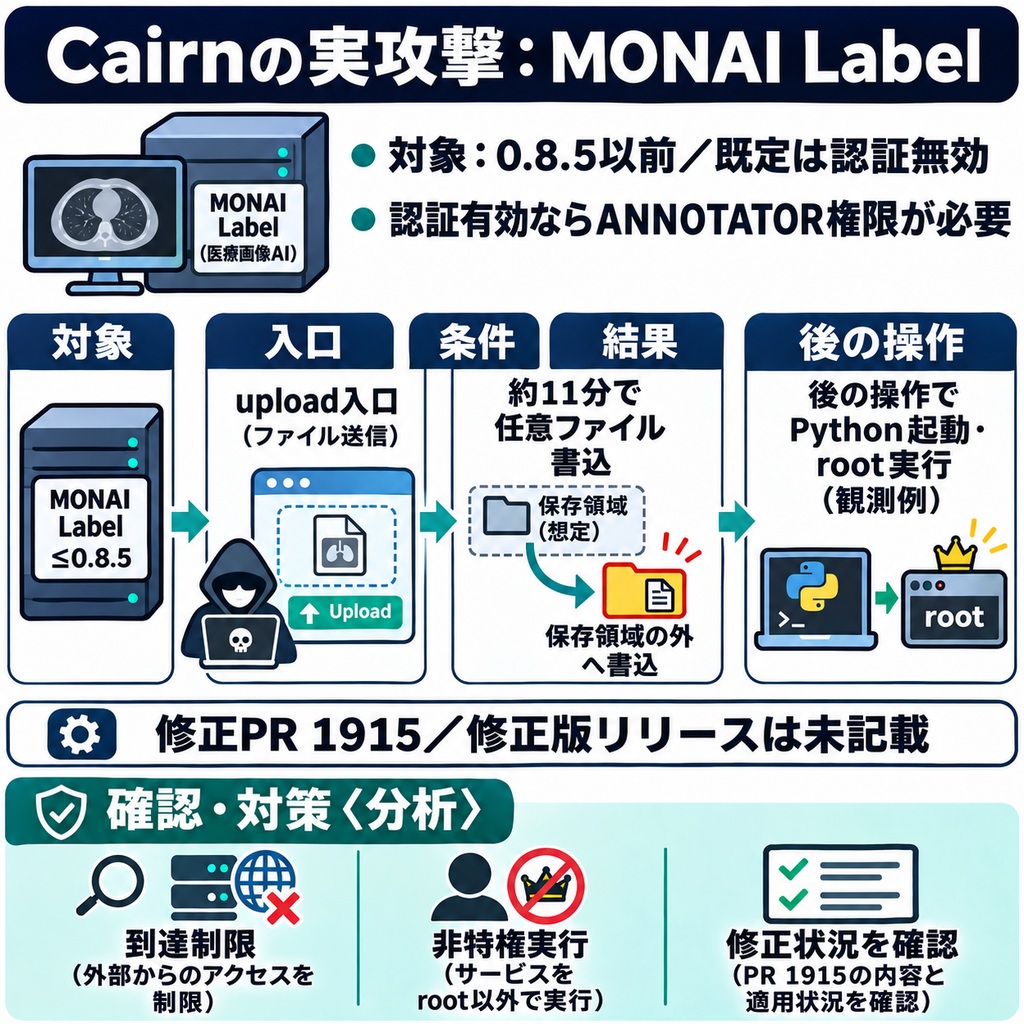 Cairnの実攻撃：MONAI Label
MONAI
Label
(医療画像AI)
対象：0.8.5以前／既定は認証無効
認証有効ならANNOTATOR権限が必要
対象
MONAI
Label
≤0.8.5
入口
upload入口
（ファイル送信）
Upload
条件
結果
約11分で
任意ファイル
書込
保存領域
(想定)
保存領域の外
へ書込
後の操作
後の操作で
Python起動・
root実行
（観測例）
>_
root
修正PR 1915／修正版リリースは未記載
確認・対策〈分析〉
到達制限
（外部からのアクセスを
制限）
非特権実行
（サービスを
root以外で実行）
修正状況を確認
（PR 1915の内容と
適用状況を確認）